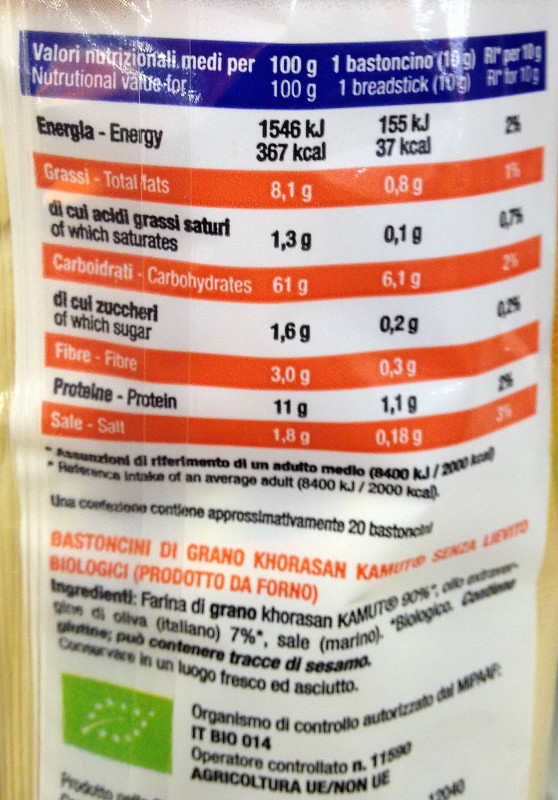 Valori nutrizionali medi per 100 g 1 bastoncino (10 g) RI* per 10 g
Nutrutional value for 100 g 1 breadstick (10 g) RI* for 10 g
Energia - Energy 1546 kJ 155 kJ 2%
367 kcal 37 kcal
Grassi - Total fats 8,1 g 0,8 g 1%
di cui acidi grassi saturi
of which saturates 1,3 g 0,1 g 0,7%
Carboidrati - Carbohydrates 61 g 6,1 g 2%
di cui zuccheri
of which sugar 1,6 g 0,2 g 0,2%
Fibre - Fibre 3,0 g 0,3 g -
Proteine - Protein 11 g 1,1 g 2%
Sale - Salt 1,8 g 0,18 g 3%
* Assunzioni di riferimento di un adulto medio (8400 kJ / 2000 kcal)
* Reference intake of an average adult (8400 kJ / 2000 kcal).
Una confezione contiene approssimativamente 20 bastoncini
BASTONCINI DI GRANO KHORASAN KAMUT® SENZA LIEVITO
BIOLOGICI (PRODOTTO DA FORNO)
Ingredienti: Farina di grano khorasan KAMUT® 90%*, olio extraver-
gine di oliva (italiano) 7%*, sale (marino). *Biologico. Contiene
glutine; può contenere tracce di sesamo.
Conservare in un luogo fresco ed asciutto.
Organismo di controllo autorizzato dal MiPAAF:
IT BIO 014
Operatore controllato n. 11590
AGRICOLTURA UE/NON UE
Prodotto
12040